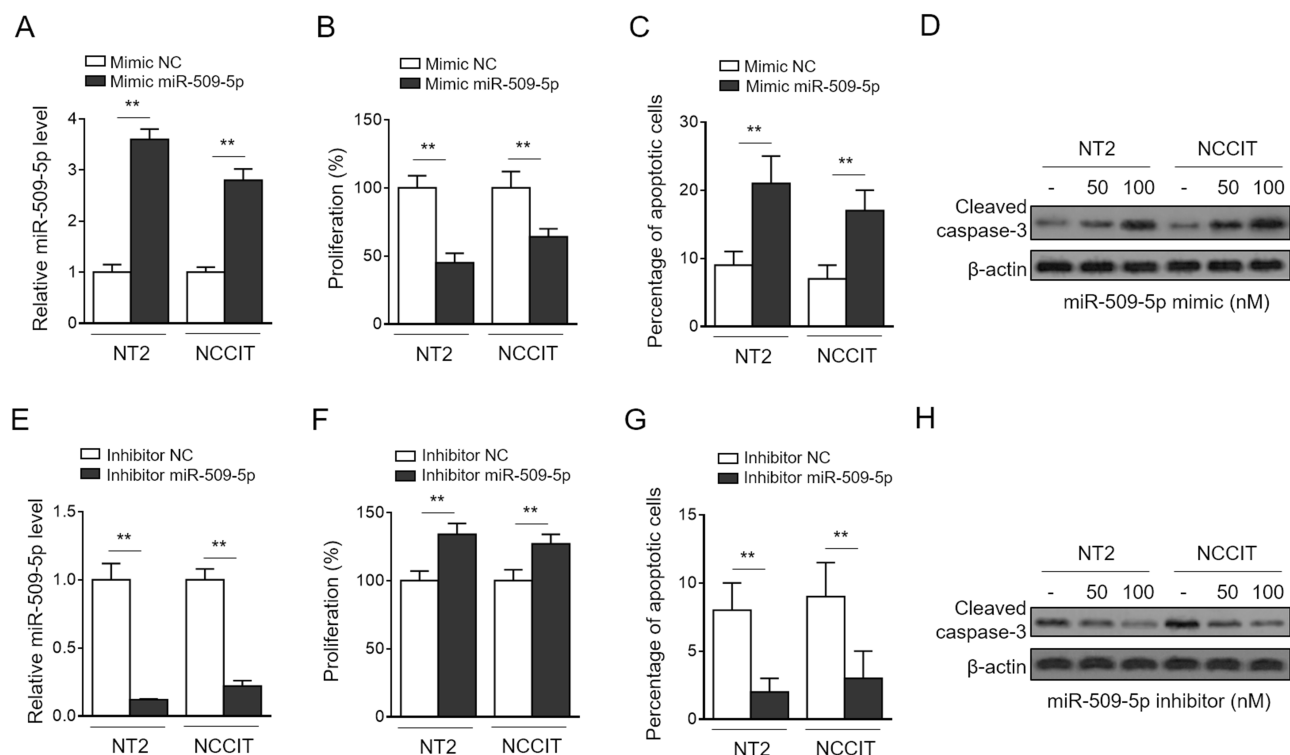 A
Mimic NC
Mimic miR-509-5p
Relative miR-509-5p level
4
3
2
1
0
**
**
NT2
NCCIT
B
Mimic NC
Mimic miR-509-5p
Proliferation (%)
150
100
50
0
**
**
NT2
NCCIT
C
Mimic NC
Mimic miR-509-5p
Percentage of apoptotic cells
30
20
10
0
**
**
NT2
NCCIT
D
NT2 NCCIT
- 50 100 - 50 100
Cleaved
caspase-3
β-actin
miR-509-5p mimic (nM)
E
Inhibitor NC
Inhibitor miR-509-5p
Relative miR-509-5p level
1.5
1.0
0.5
0.0
**
**
NT2
NCCIT
F
Inhibitor NC
Inhibitor miR-509-5p
Proliferation (%)
150
100
50
0
**
**
NT2
NCCIT
G
Inhibitor NC
Inhibitor miR-509-5p
Percentage of apoptotic cells
15
10
5
0
**
**
NT2
NCCIT
H
NT2 NCCIT
- 50 100 - 50 100
Cleaved
caspase-3
β-actin
miR-509-5p inhibitor (nM)